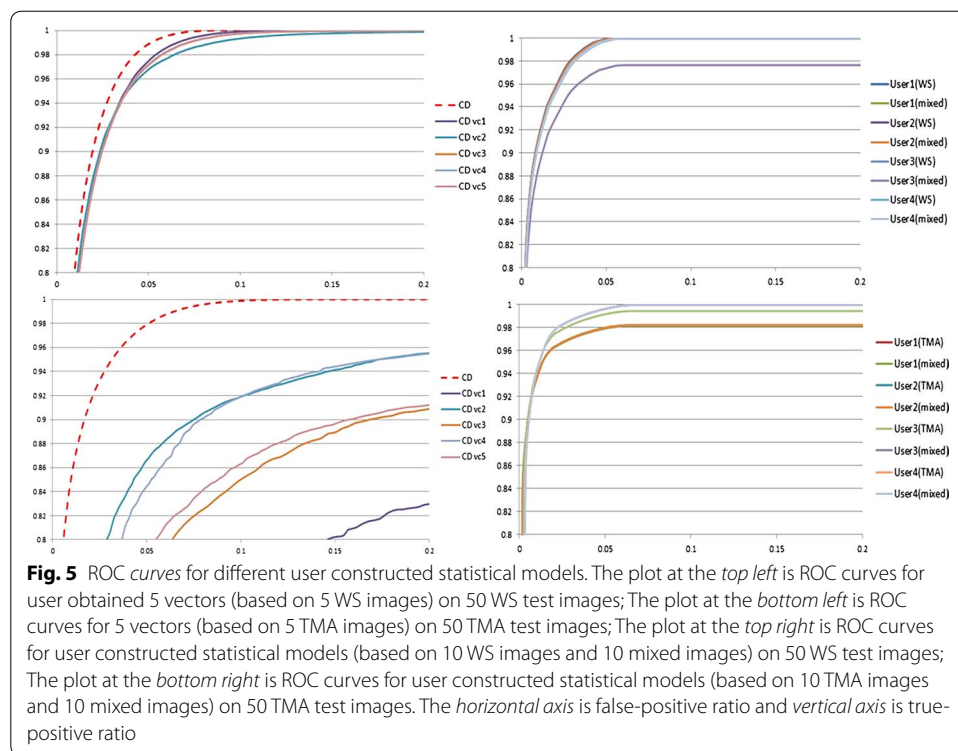 1
0.98
0.96
0.94
0.92
0.9
0.88
0.86
0.84
0.82
0.8
0
0.05
0.1
0.15
0.2
CD
CD vc1
CD vc2
CD vc3
CD vc4
CD vc5
1
0.98
0.96
0.94
0.92
0.9
0.88
0.86
0.84
0.82
0.8
0
0.05
0.1
0.15
0.2
User1(WS)
User1(mixed)
User2(WS)
User2(mixed)
User3(WS)
User3(mixed)
User4(WS)
User4(mixed)
1
0.98
0.96
0.94
0.92
0.9
0.88
0.86
0.84
0.82
0.8
0
0.05
0.1
0.15
0.2
CD
CD vc1
CD vc2
CD vc3
CD vc4
CD vc5
1
0.98
0.96
0.94
0.92
0.9
0.88
0.86
0.84
0.82
0.8
0
0.05
0.1
0.15
0.2
User1(TMA)
User1(mixed)
User2(TMA)
User2(mixed)
User3(TMA)
User3(mixed)
User4(TMA)
User4(mixed)
Fig. 5 ROC curves for different user constructed statistical models. The plot at the top left is ROC curves for
user obtained 5 vectors (based on 5 WS images) on 50 WS test images; The plot at the bottom left is ROC
curves for 5 vectors (based on 5 TMA images) on 50 TMA test images; The plot at the top right is ROC curves
for user constructed statistical models (based on 10 WS images and 10 mixed images) on 50 WS test images;
The plot at the bottom right is ROC curves for user constructed statistical models (based on 10 TMA images
and 10 mixed images) on 50 TMA test images. The horizontal axis is false-positive ratio and vertical axis is true-
positive ratio